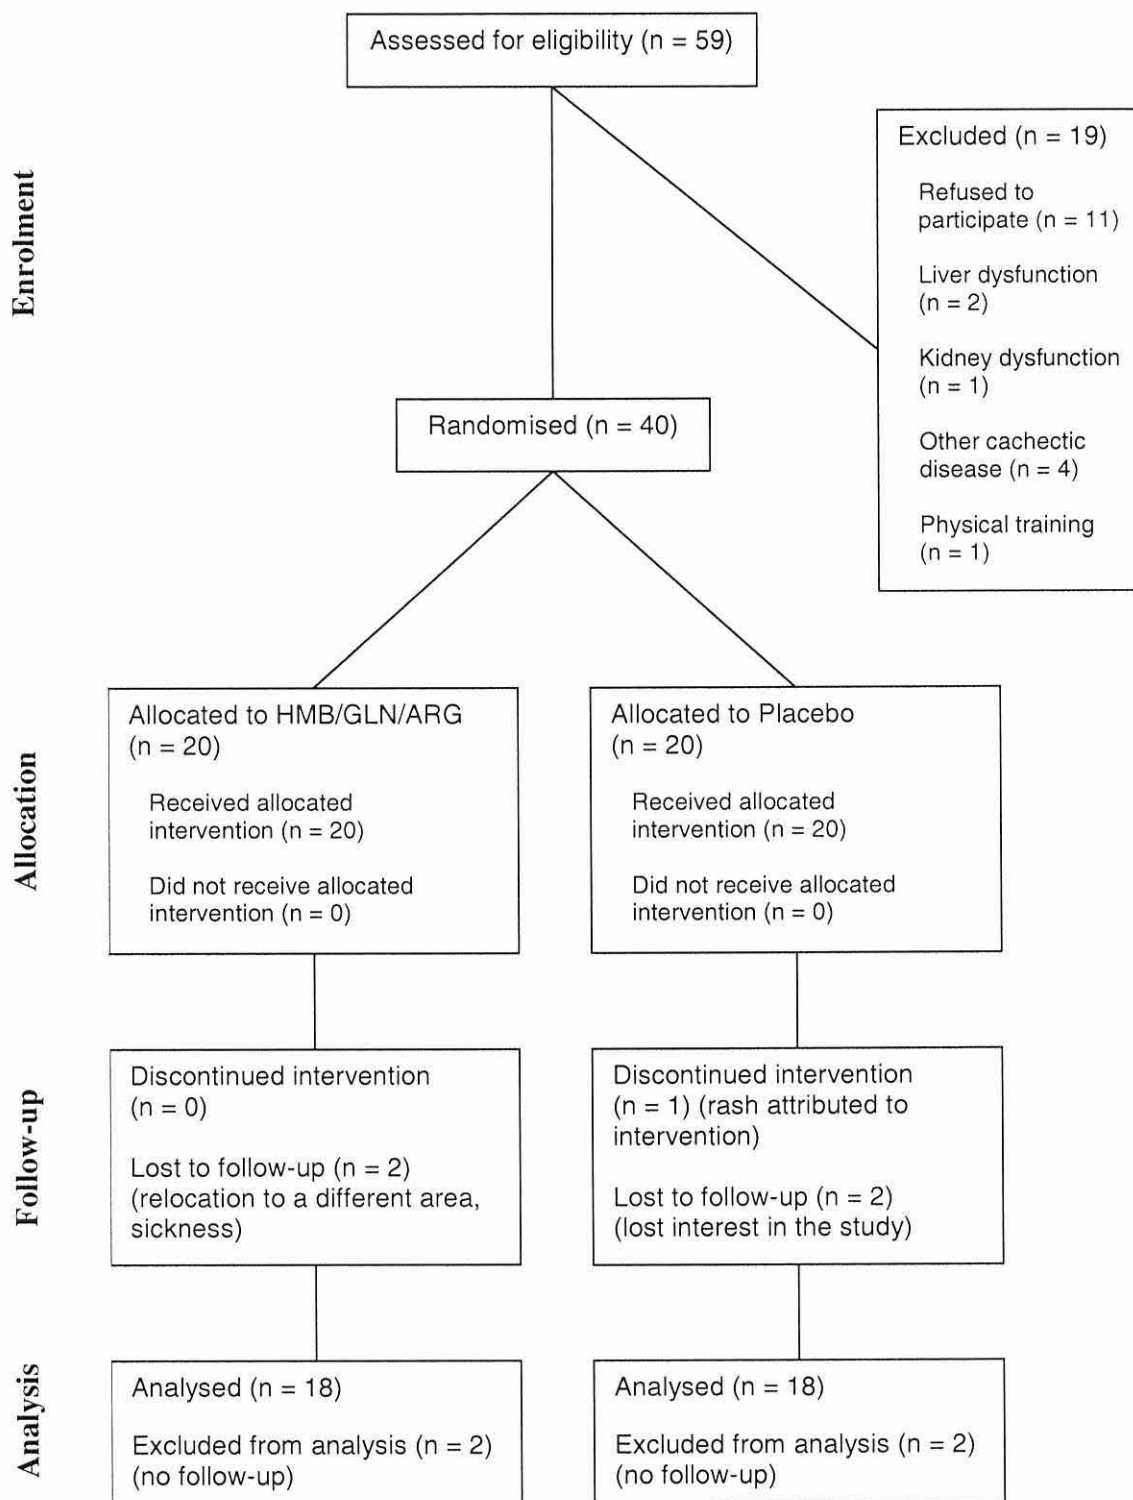 Assessed for eligibility (n = 59)
Enrolment
Excluded (n = 19)
Refused to
participate (n = 11)
Liver dysfunction
(n = 2)
Kidney dysfunction
(n = 1)
Other cachectic
disease (n = 4)
Physical training
(n = 1)
Randomised (n = 40)
Allocation
Allocated to HMB/GLN/ARG
(n = 20)
Received allocated
intervention (n = 20)
Did not receive allocated
intervention (n = 0)
Allocated to Placebo
(n = 20)
Received allocated
intervention (n = 20)
Did not receive allocated
intervention (n = 0)
Follow-up
Discontinued intervention
(n = 0)
Lost to follow-up (n = 2)
(relocation to a different area,
sickness)
Discontinued intervention
(n = 1) (rash attributed to
intervention)
Lost to follow-up (n = 2)
(lost interest in the study)
Analysis
Analysed (n = 18)
Excluded from analysis (n = 2)
(no follow-up)
Analysed (n = 18)
Excluded from analysis (n = 2)
(no follow-up)